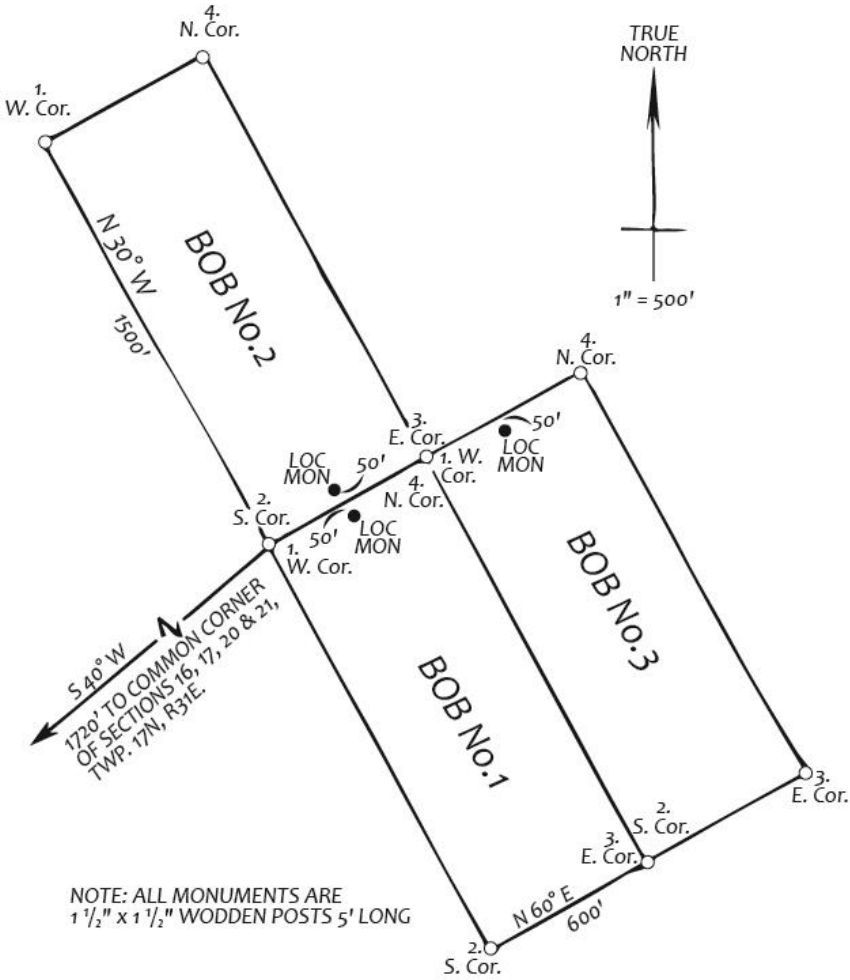 4.
N. Cor.
1.
W. Cor.
TRUE
NORTH
1" = 500'
N 30° W
1500'
BOB No.2
4.
N. Cor.
3.
E. Cor.
50'
LOC
MON
1. W.
Cor.
LOC
MON
50'
4.
N. Cor.
2.
S. Cor.
50'
LOC
MON
1.
W. Cor.
BOB No.3
S 40° W
N
1720' TO COMMON CORNER
OF SECTIONS 16, 17, 20 & 21,
TWP. 17N, R31E.
BOB No.1
3.
E. Cor.
2.
S. Cor.
3.
E. Cor.
N 60° E
600'
NOTE: ALL MONUMENTS ARE
1 1/2" x 1 1/2" WODDEN POSTS 5' LONG
2.
S. Cor.